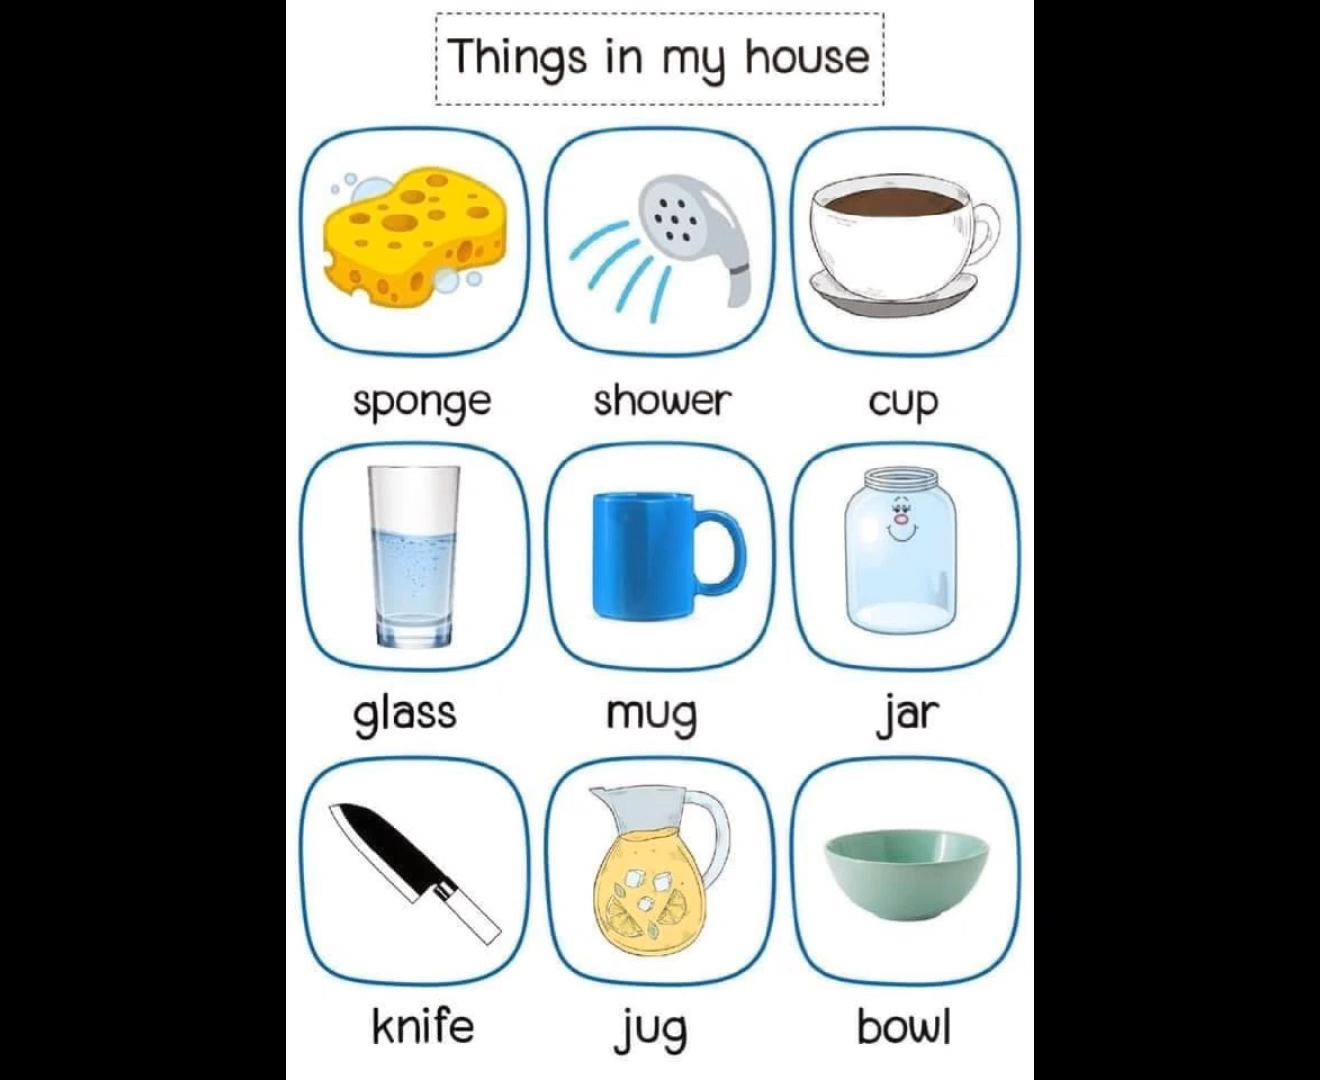 Things in my house
sponge
shower
cup
glass
mug
jar
knife
jug
bowl